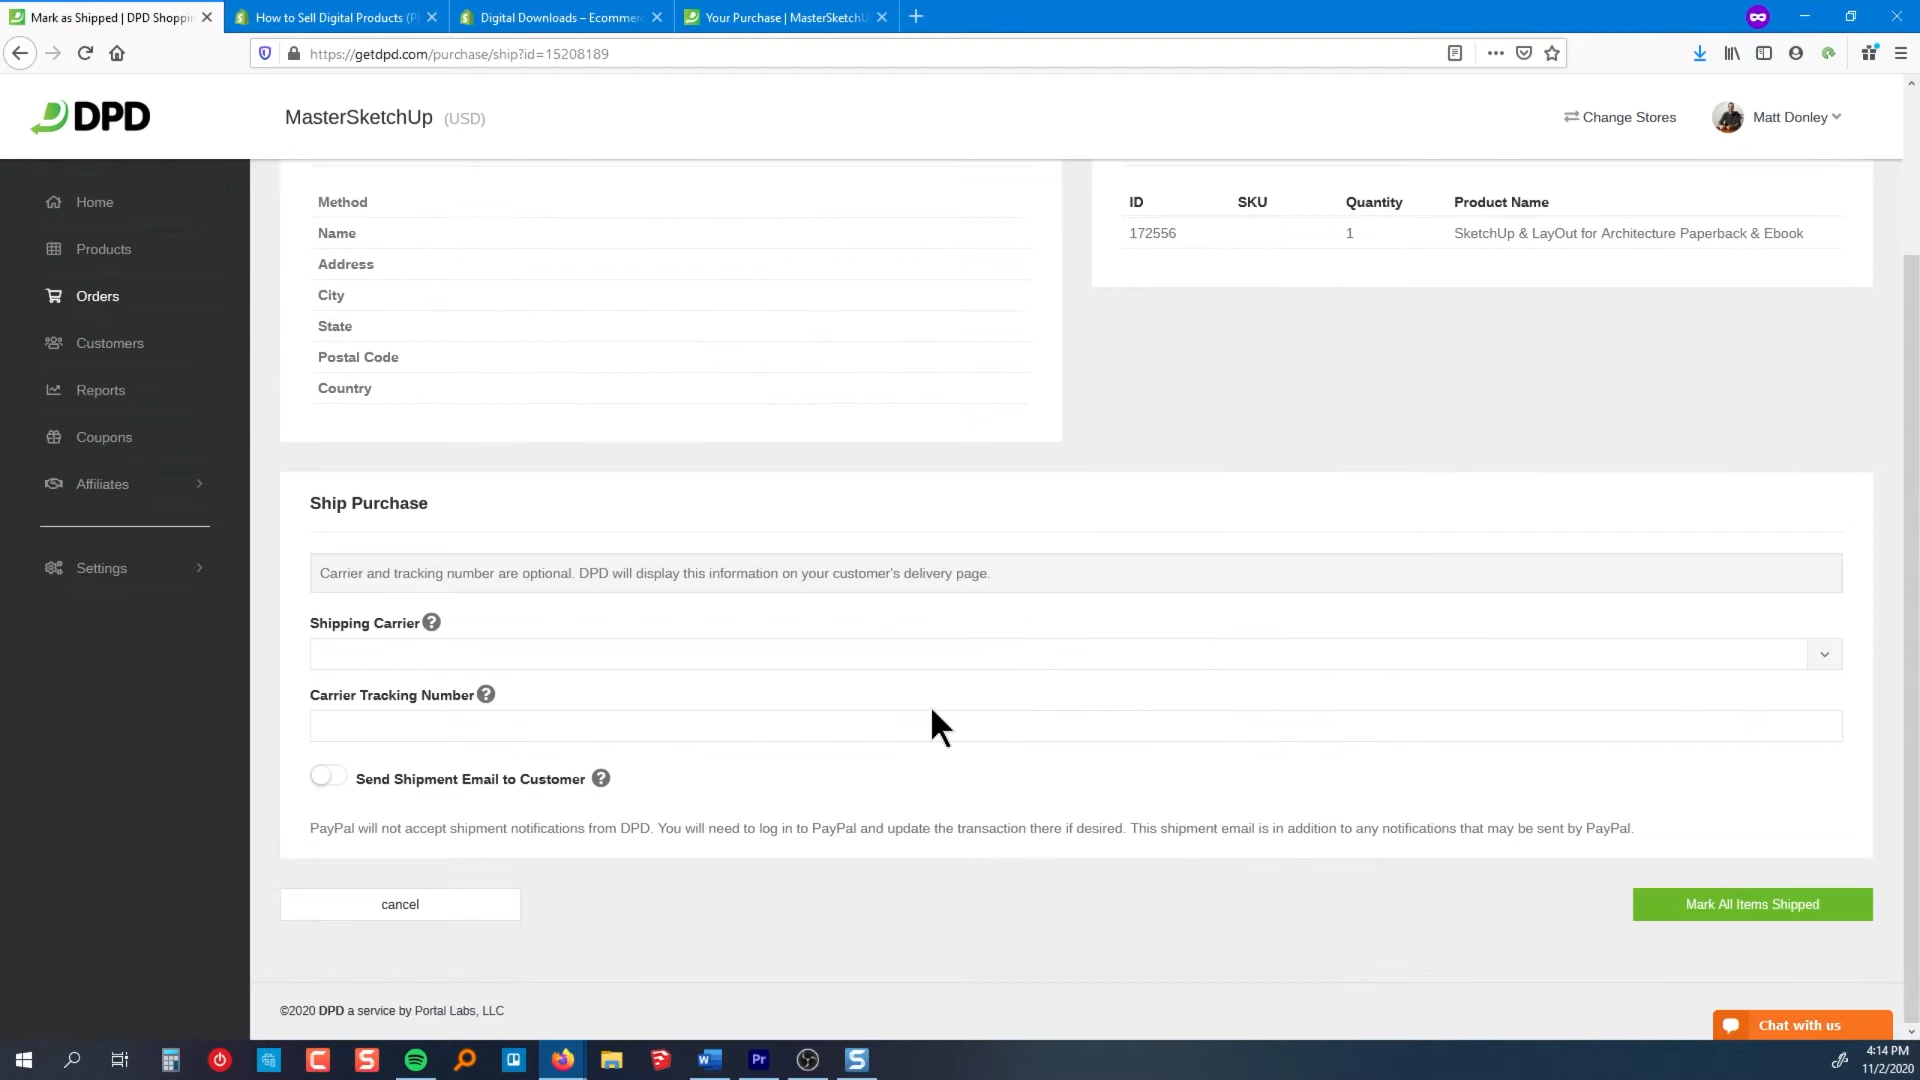 Mark as Shipped | DPD Shoppin
How to Sell Digital Products (P
Digital Downloads – Ecommerc
Your Purchase | MasterSketchU
https://getdpd.com/purchase/ship?id=15208189
DPD
MasterSketchUp (USD)
Change Stores
Matt Donley
Home
Products
Orders
Customers
Reports
Coupons
Affiliates
Settings
Method
Name
Address
City
State
Postal Code
Country
ID SKU Quantity Product Name
172556 1 SketchUp & LayOut for Architecture Paperback & Ebook
Ship Purchase
Carrier and tracking number are optional. DPD will display this information on your customer's delivery page.
Shipping Carrier ?
Carrier Tracking Number ?
Send Shipment Email to Customer ?
PayPal will not accept shipment notifications from DPD. You will need to log in to PayPal and update the transaction there if desired. This shipment email is in addition to any notifications that may be sent by PayPal.
cancel
Mark All Items Shipped
©2020 DPD a service by Portal Labs, LLC
Chat with us
4:14 PM
11/2/2020